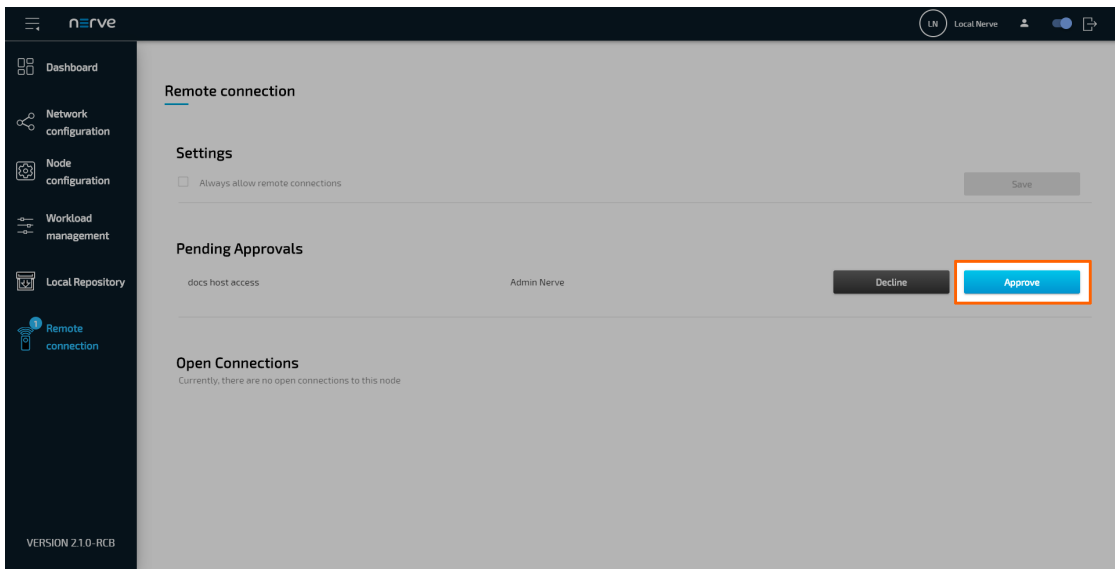 nerve
LN Local Nerve
Dashboard
Network
configuration
Node
configuration
Workload
management
Local Repository
1
Remote
connection
VERSION 2.1.0-RCB
Remote connection
Settings
Always allow remote connections
Save
Pending Approvals
docs host access Admin Nerve Decline Approve
Open Connections
Currently, there are no open connections to this node